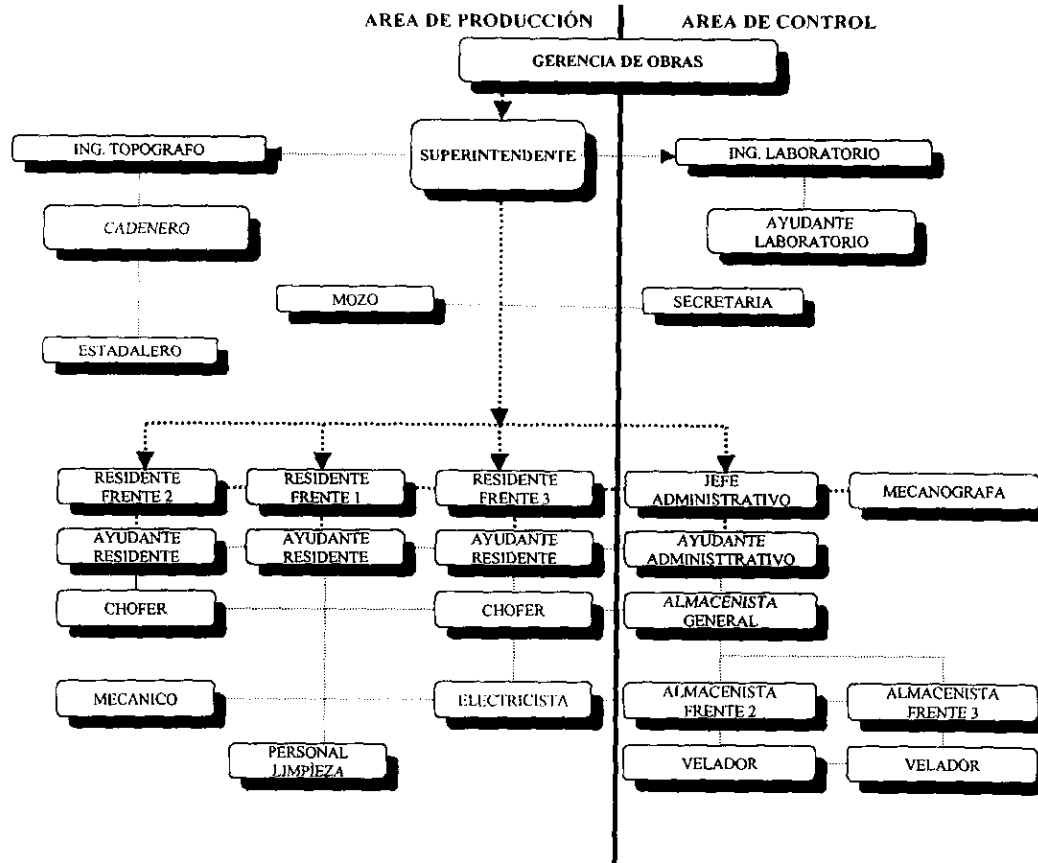 AREA DE PRODUCCIÓN
AREA DE CONTROL
GERENCIA DE OBRAS
SUPERINTENDENTE
ING. TOPOGRAFO
ING. LABORATORIO
CADENERO
AYUDANTE
LABORATORIO
MOZO
SECRETARIA
ESTADALERO
RESIDENTE
FRENTE 2
RESIDENTE
FRENTE 1
RESIDENTE
FRENTE 3
JEFE
ADMINISTRATIVO
MECANOGRAFA
AYUDANTE
RESIDENTE
AYUDANTE
RESIDENTE
AYUDANTE
RESIDENTE
AYUDANTE
ADMINISTTRATIVO
CHOFER
CHOFER
ALMACENISTA
GENERAL
MECANICO
ELECTRICISTA
ALMACENISTA
FRENTE 2
ALMACENISTA
FRENTE 3
PERSONAL
LIMPIEZA
VELADOR
VELADOR